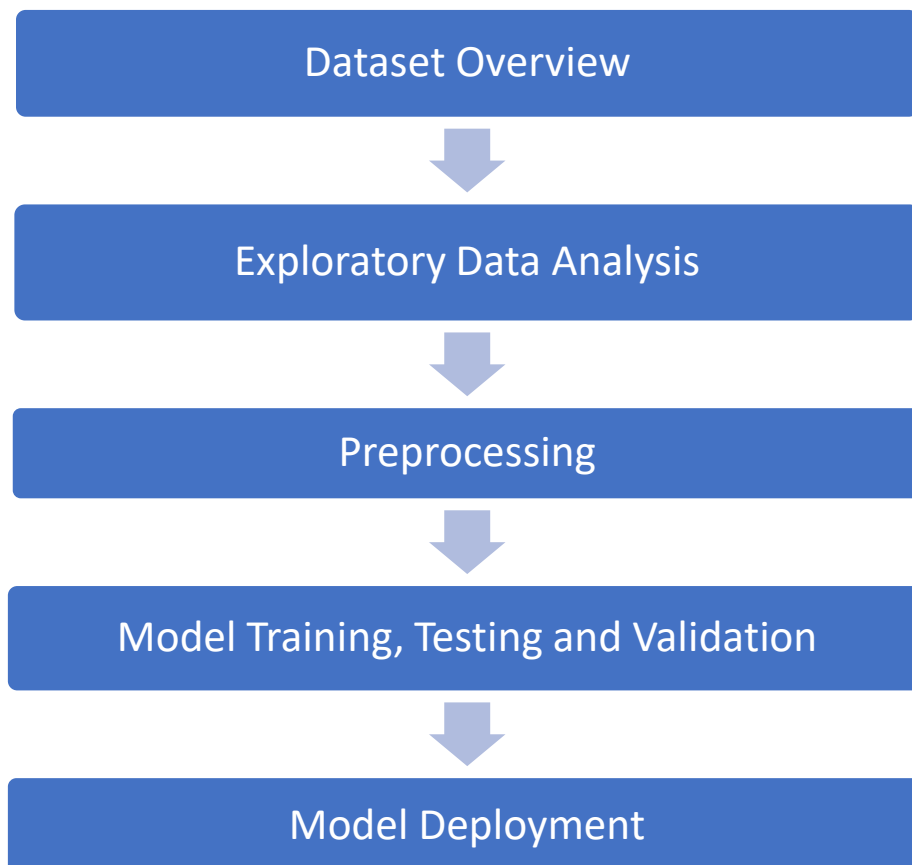 Dataset Overview
Exploratory Data Analysis
Preprocessing
Model Training, Testing and Validation
Model Deployment